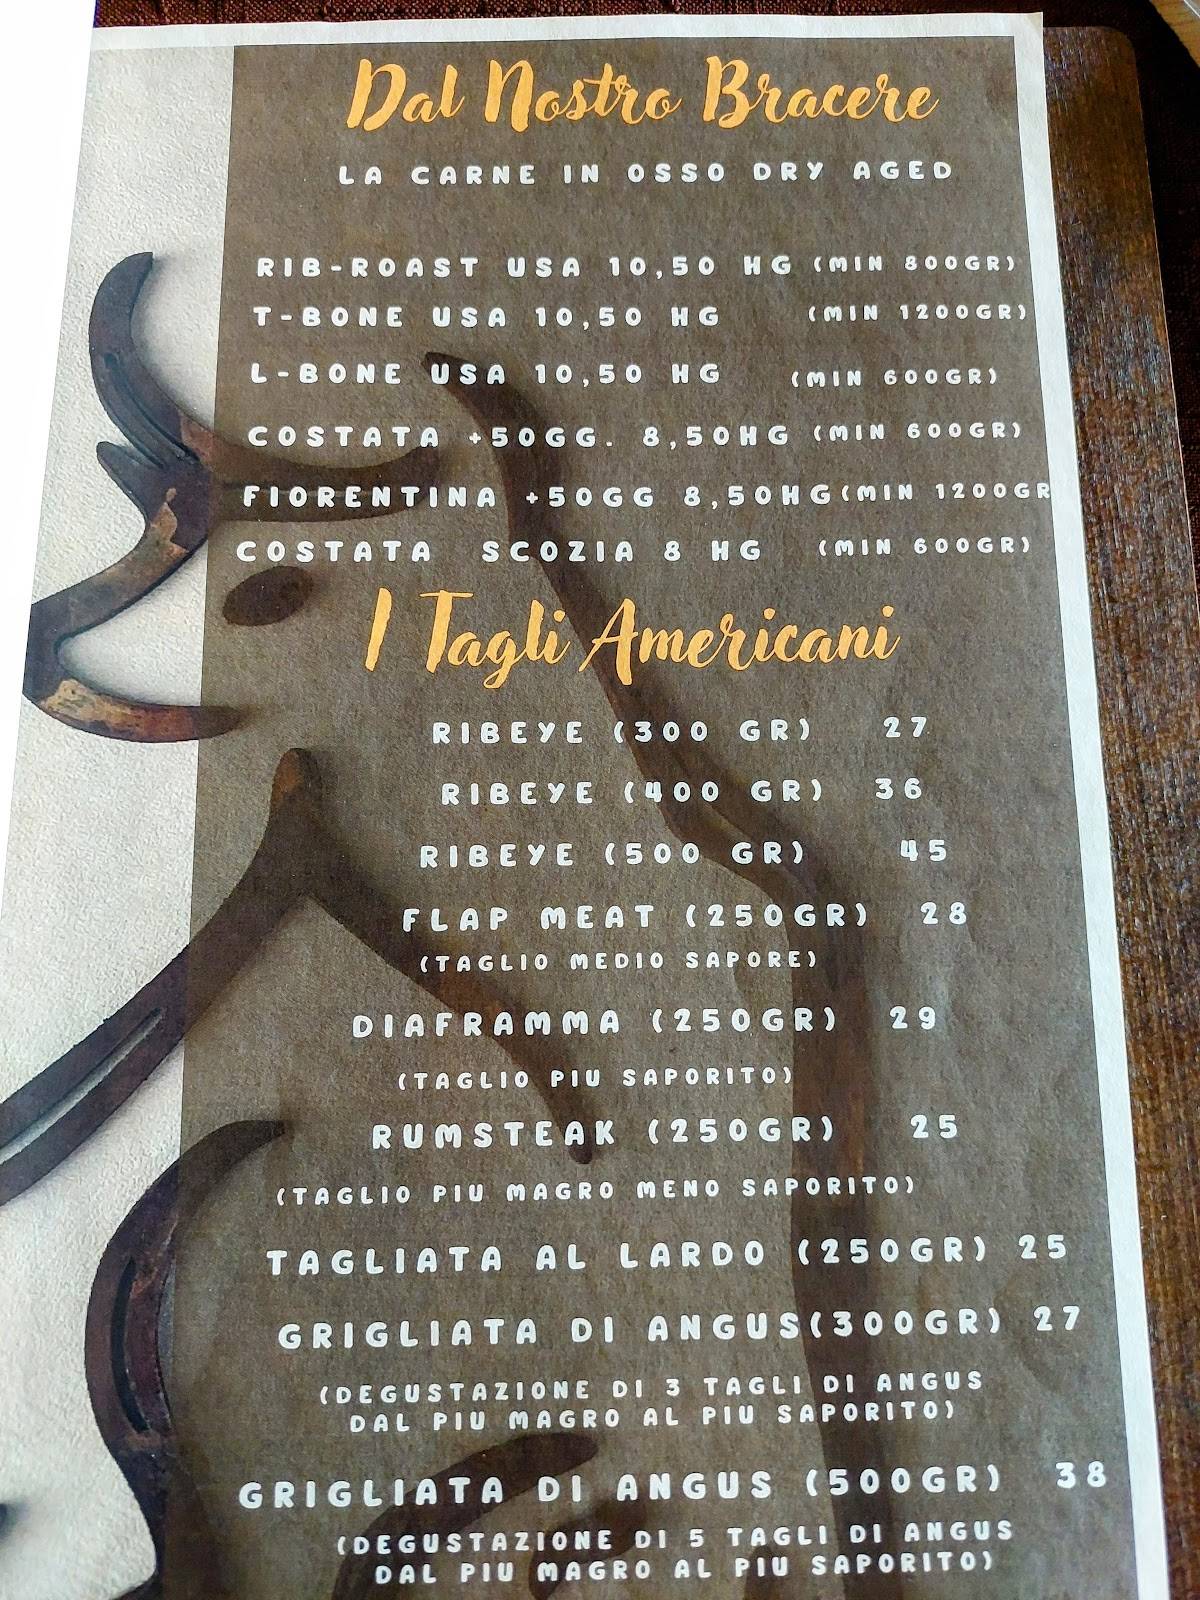 Dal Nostro Bracere
LA CARNE IN OSSO DRY AGED
RIB-ROAST USA 10,50 HG (MIN 800GR)
T-BONE USA 10,50 HG (MIN 1200GR)
L-BONE USA 10,50 HG (MIN 600GR)
COSTATA +50GG. 8,50HG (MIN 600GR)
FIORENTINA +50GG 8,50HG(MIN 1200GR
COSTATA SCOZIA 8 HG (MIN 600GR)
I Tagli Americani
RIBEYE (300 GR) 27
RIBEYE (400 GR) 36
RIBEYE (500 GR) 45
FLAP MEAT (250GR) 28
(TAGLIO MEDIO SAPORE)
DIAFRAMMA (250GR) 29
(TAGLIO PIU SAPORITO)
RUMSTEAK (250GR) 25
(TAGLIO PIU MAGRO MENO SAPORITO)
TAGLIATA AL LARDO (250GR) 25
GRIGLIATA DI ANGUS(300GR) 27
(DEGUSTAZIONE DI 3 TAGLI DI ANGUS
DAL PIU MAGRO AL PIU SAPORITO)
GRIGLIATA DI ANGUS (500GR) 38
(DEGUSTAZIONE DI 5 TAGLI DI ANGUS
DAL PIÙ MAGRO AL PIU SAPORITO)